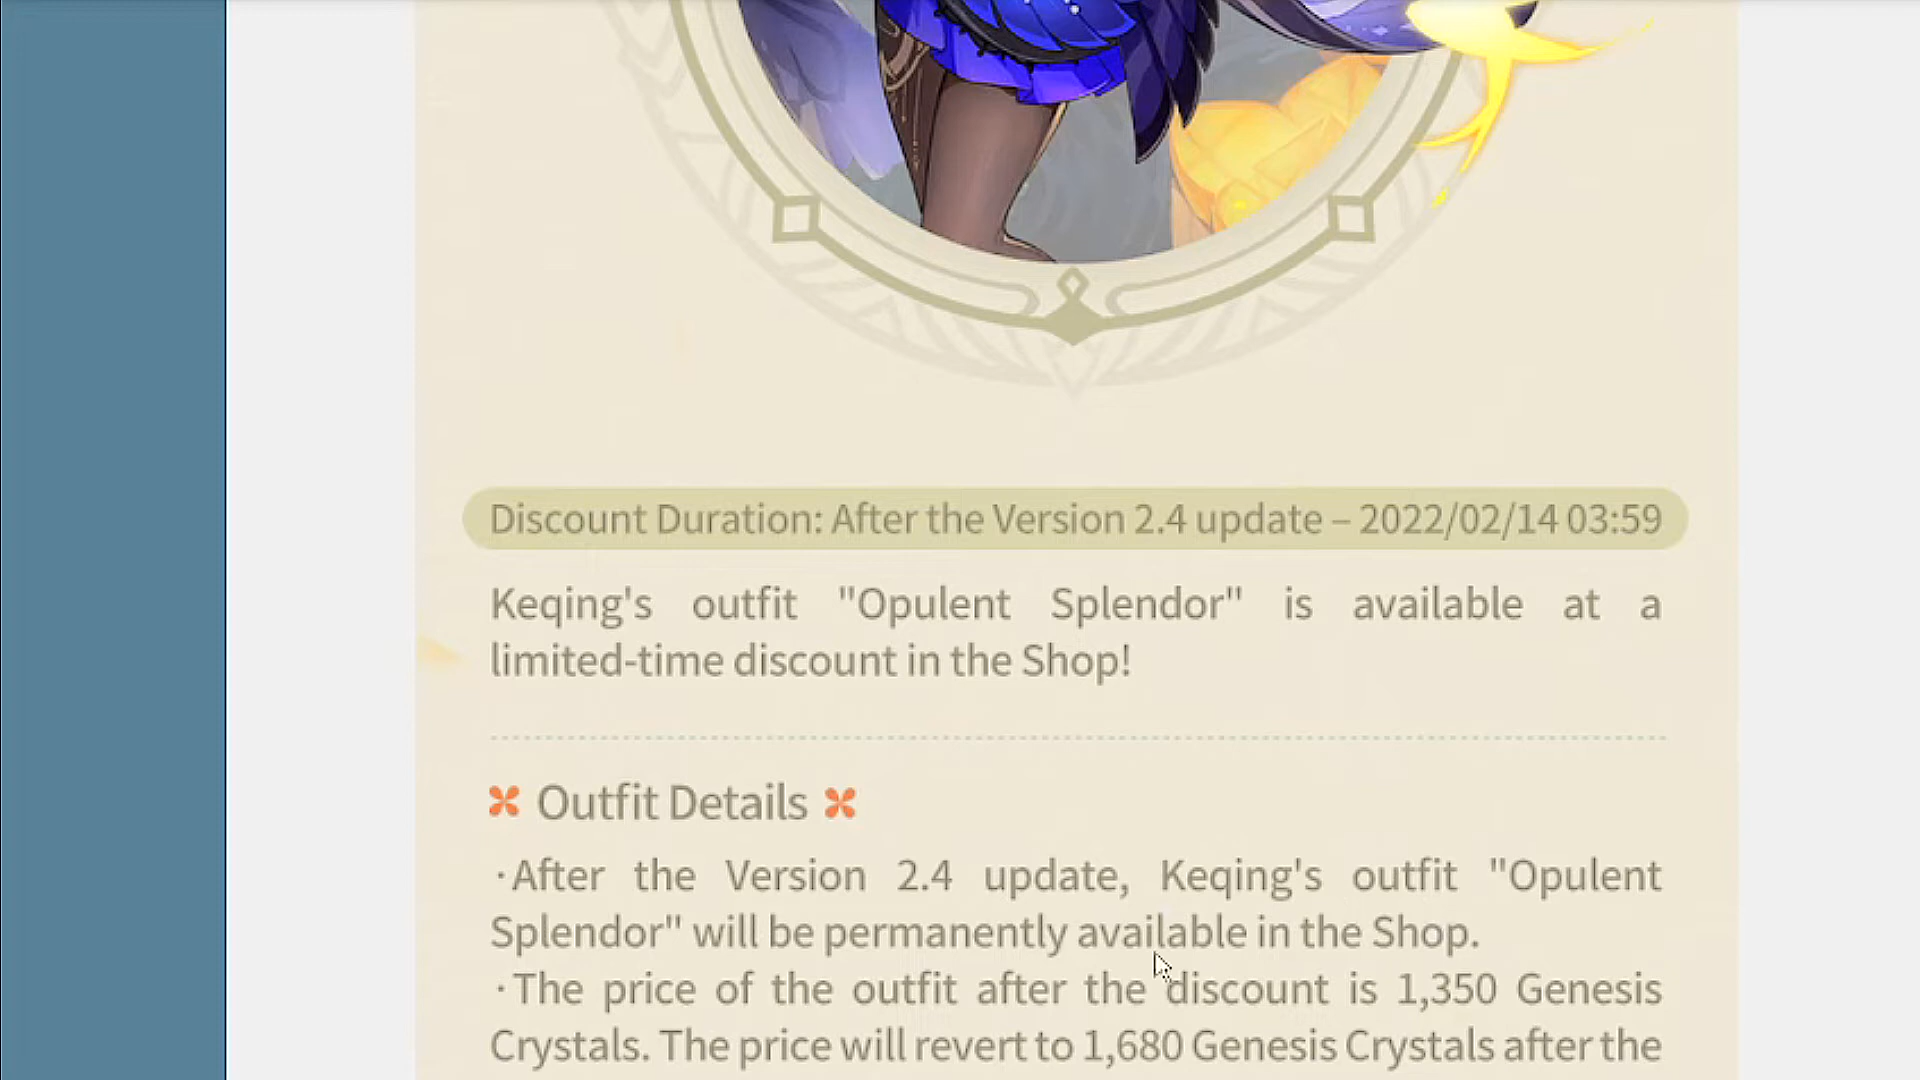 Discount Duration: After the Version 2.4 update – 2022/02/14 03:59
Keqing's outfit "Opulent Splendor" is available at a
limited-time discount in the Shop!
Outfit Details
·After the Version 2.4 update, Keqing's outfit "Opulent
Splendor" will be permanently available in the Shop.
·The price of the outfit after the discount is 1,350 Genesis
Crystals. The price will revert to 1,680 Genesis Crystals after the